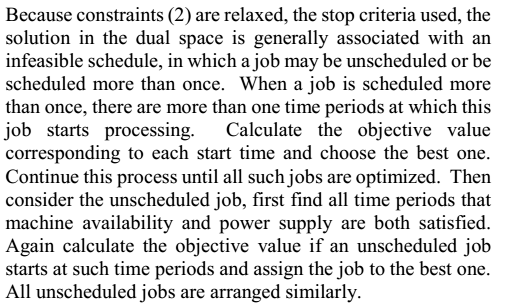 Because constraints (2) are relaxed, the stop criteria used, the
solution in the dual space is generally associated with an
infeasible schedule, in which a job may be unscheduled or be
scheduled more than once. When a job is scheduled more
than once, there are more than one time periods at which this
job starts processing. Calculate the objective value
corresponding to each start time and choose the best one.
Continue this process until all such jobs are optimized. Then
consider the unscheduled job, first find all time periods that
machine availability and power supply are both satisfied.
Again calculate the objective value if an unscheduled job
starts at such time periods and assign the job to the best one.
All unscheduled jobs are arranged similarly.